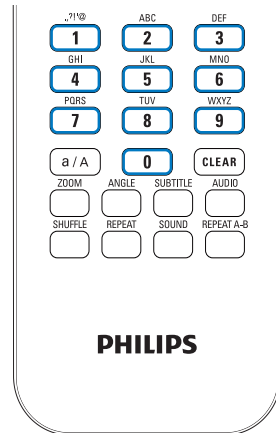 .,?!'@ ABC DEF
1 2 3
GHI JKL MNO
4 5 6
PQRS TUV WXYZ
7 8 9
a / A 0 CLEAR
ZOOM ANGLE SUBTITLE AUDIO
SHUFFLE REPEAT SOUND REPEAT A-B
PHILIPS